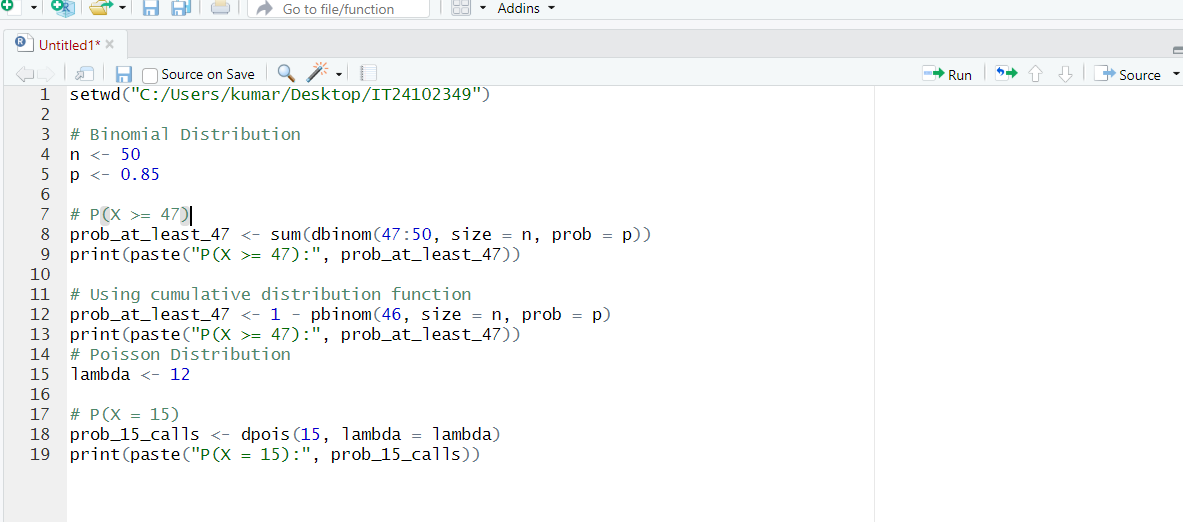 Go to file/function
Addins
Untitled1*
Source on Save
Run
Source
1 setwd("C:/Users/kumar/Desktop/IT24102349")
2
3 # Binomial Distribution
4 n <- 50
5 p <- 0.85
6
7 # P(X >= 47)
8 prob_at_least_47 <- sum(dbinom(47:50, size = n, prob = p))
9 print(paste("P(X >= 47):", prob_at_least_47))
10
11 # Using cumulative distribution function
12 prob_at_least_47 <- 1 - pbinom(46, size = n, prob = p)
13 print(paste("P(X >= 47):", prob_at_least_47))
14 # Poisson Distribution
15 lambda <- 12
16
17 # P(X = 15)
18 prob_15_calls <- dpois(15, lambda = lambda)
19 print(paste("P(X = 15):", prob_15_calls))